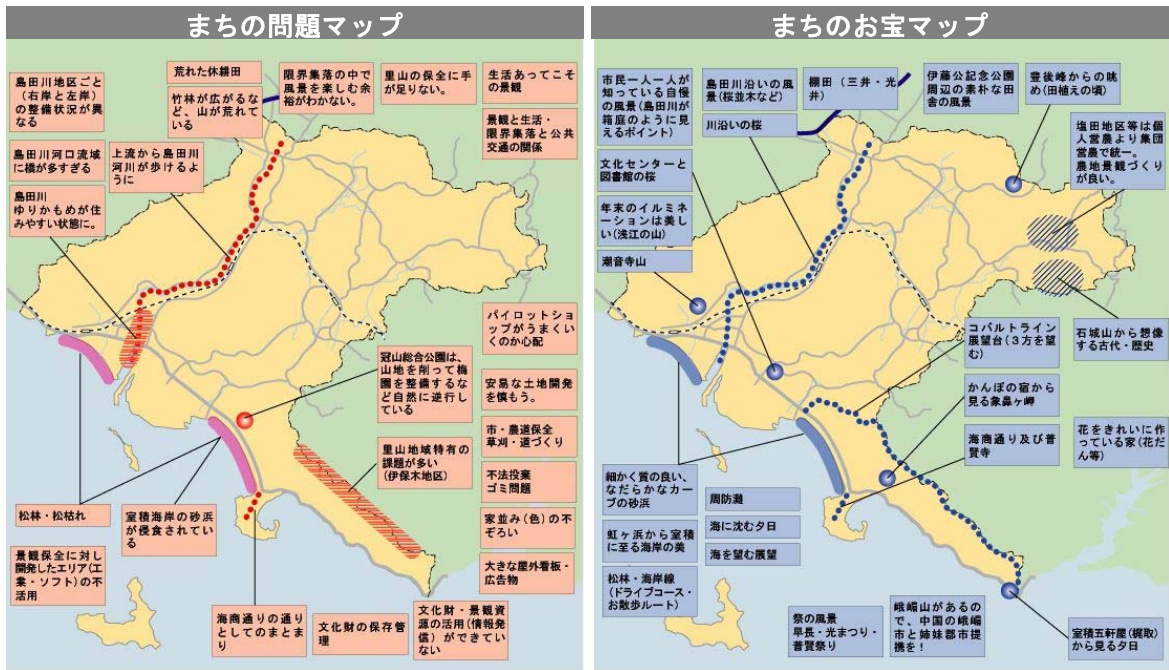 まちの問題マップ
島田川地区ごと
（右岸と左岸）
の整備状況が異
なる
荒れた休耕田
竹林が広がるな
ど、山が荒れて
いる
限界集落の中で
風景を楽しむ余
裕がわかない。
里山の保全に手
が足りない。
生活あってこそ
の景観
景観と生活・
限界集落と公共
交通の関係
島田川河口流域
に橋が多すぎる
上流から島田川
河川が歩けるよ
うに
島田川
ゆりかもめが住
みやすい状態に。
パイロットショ
ップがうまくい
くのか心配
冠山総合公園は、
山地を削って梅
園を整備するな
ど自然に逆行し
ている
安易な土地開発
を慎もう。
市・農道保全
草刈・道づくり
里山地域特有の
課題が多い
（伊保木地区）
不法投棄
ゴミ問題
家並み（色）の不
ぞろい
大きな屋外看板・
広告物
松林・松枯れ
室積海岸の砂浜
が侵食されてい
る
景観保全に対し
開発したエリア（工
業・ソフト）の不
活用
海商通りの通り
としてのまとま
り
文化財の保存管
理
文化財・景観資
源の活用（情報発
信）ができてい
ない
まちのお宝マップ
市民一人一人が
知っている自慢
の風景（島田川が
箱庭のように見
えるポイント）
島田川沿いの風
景（桜並木など）
川沿いの桜
棚田（三井・光
井）
伊藤公記念公園
周辺の素朴な田
舎の風景
豊後峰からの眺
め（田植えの頃）
塩田地区等は個
人営農より集団
営農で統一。
農地景観づくり
が良い。
文化センターと
図書館の桜
年末のイルミネ
ーションは美し
い（浅江の山）
潮音寺山
コバルトライン
展望台（３方を望
む）
石城山から想像
する古代・歴史
かんぽの宿から
見る象鼻ヶ岬
海商通り及び普
賢寺
花をきれいに作
っている家（花だ
ん等）
細かく質の良い、
なだらかなカー
ブの砂浜
周防灘
海に沈む夕日
海を望む展望
虹ヶ浜から室積
に至る海岸の美
松林・海岸線
（ドライブコース・
お散歩ルート）
祭の風景
早長・光まつり・
普賢祭り
峨嵋山があるの
で、中国の峨嵋
市と姉妹都市提
携を！
室積五軒屋（梶取）
から見る夕日